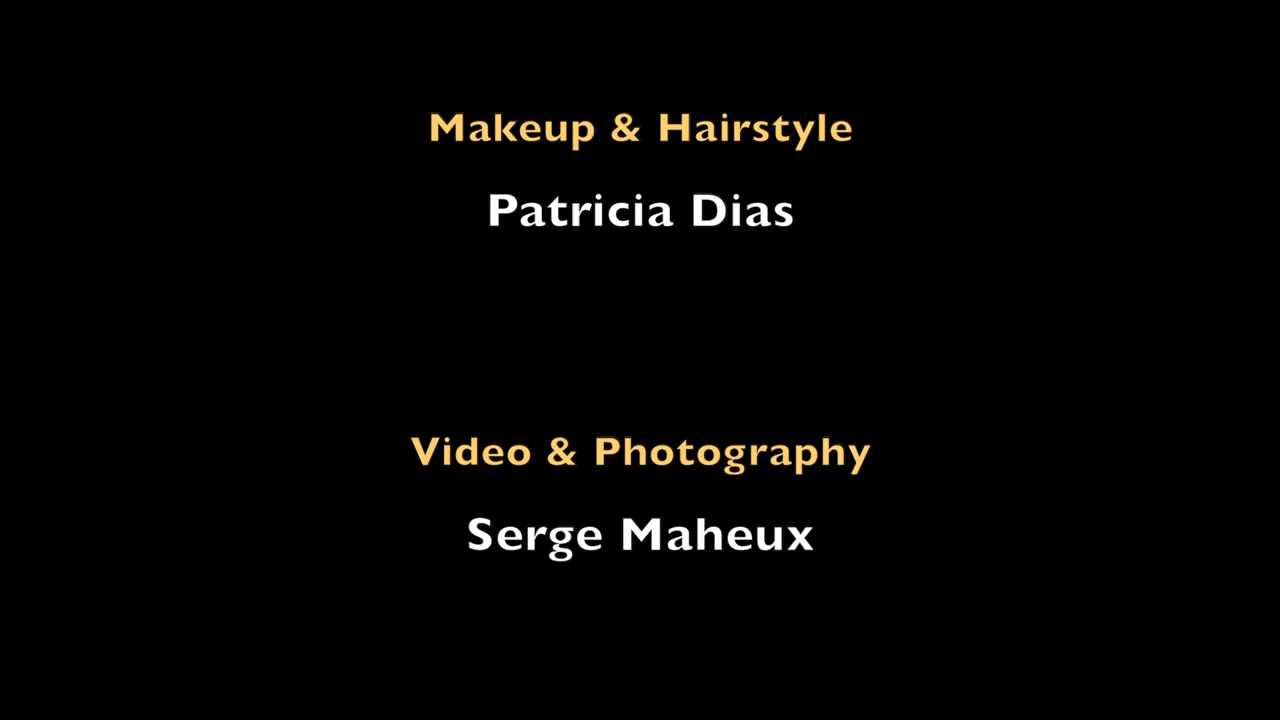 Makeup & Hairstyle
Patricia Dias
Video & Photography
Serge Maheux